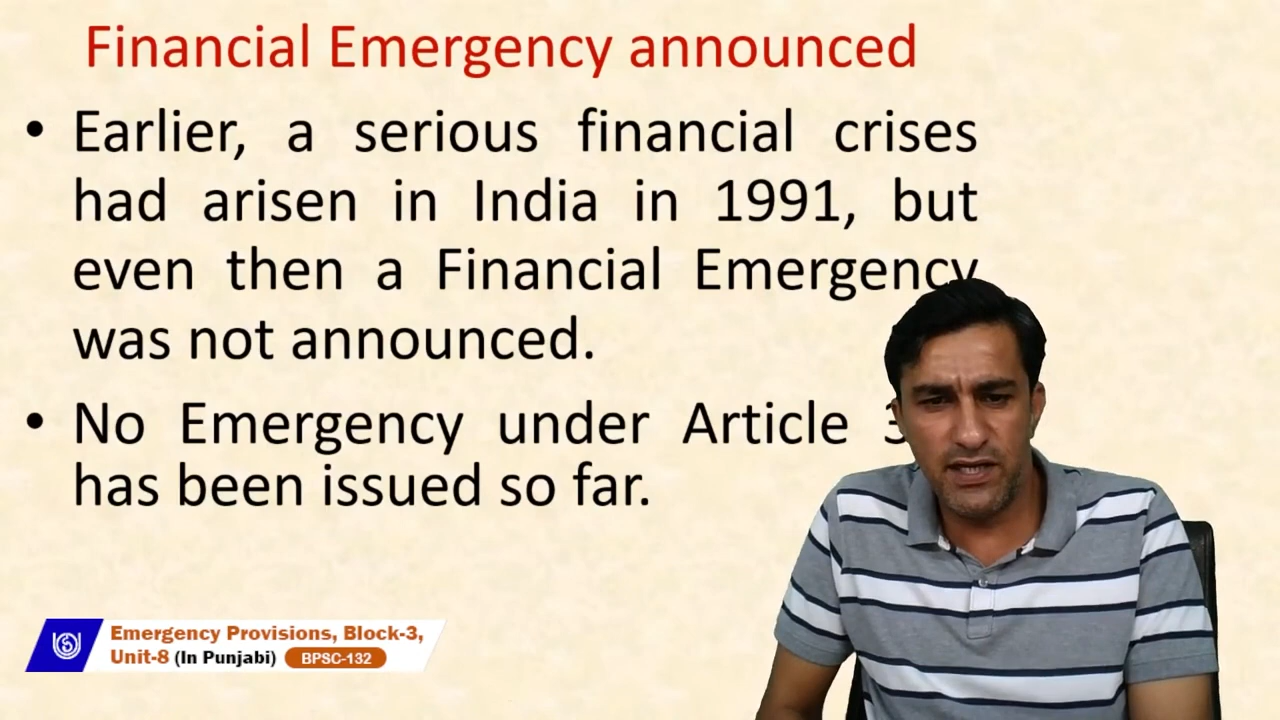 Financial Emergency announced
• Earlier, a serious financial crises
had arisen in India in 1991, but
even then a Financial Emergency
was not announced.
• No Emergency under Article
has been issued so far.
Emergency Provisions, Block-3,
Unit-8 (In Punjabi) BPSC-132